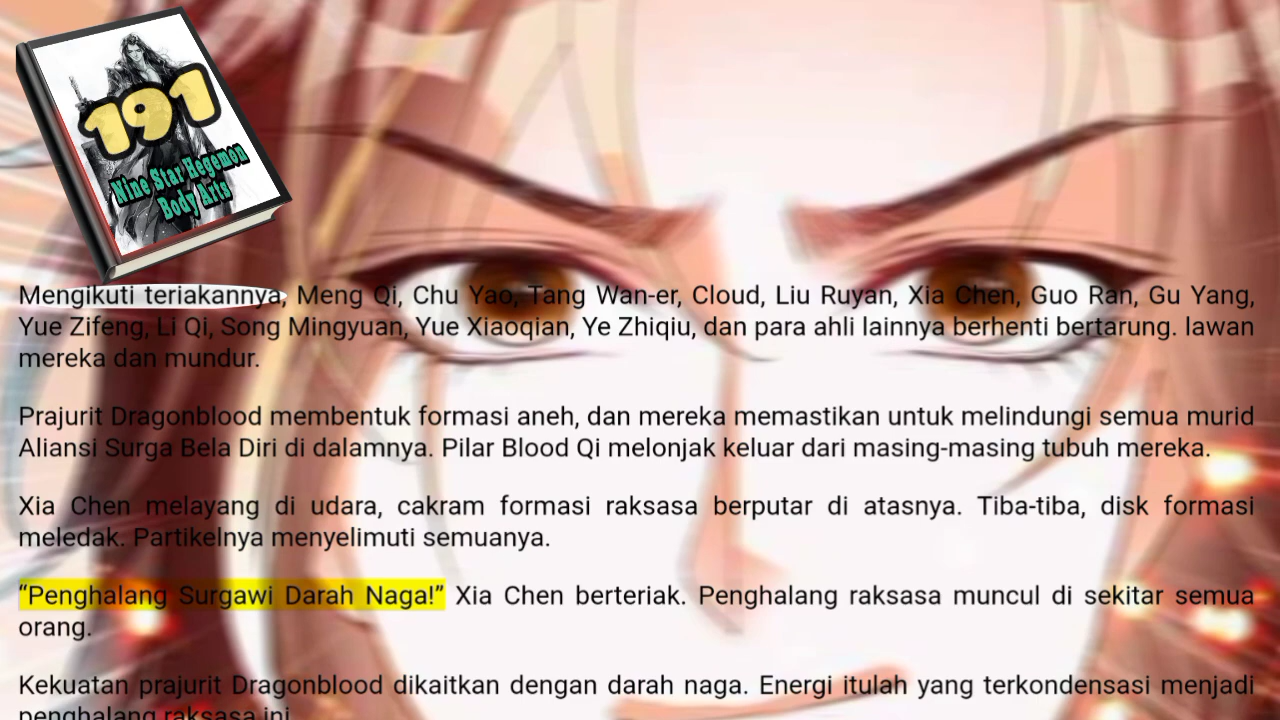 191
Nine Star Hegemon
Body Arts
Mengikuti teriakannya, Meng Qi, Chu Yao, Tang Wan-er, Cloud, Liu Ruyan, Xia Chen, Guo Ran, Gu Yang,
Yue Zifeng, Li Qi, Song Mingyuan, Yue Xiaoqian, Ye Zhiqiu, dan para ahli lainnya berhenti bertarung. lawan
mereka dan mundur.
Prajurit Dragonblood membentuk formasi aneh, dan mereka memastikan untuk melindungi semua murid
Aliansi Surga Bela Diri di dalamnya. Pilar Blood Qi melonjak keluar dari masing-masing tubuh mereka.
Xia Chen melayang di udara, cakram formasi raksasa berputar di atasnya. Tiba-tiba, disk formasi
meledak. Partikelnya menyelimuti semuanya.
“Penghalang Surgawi Darah Naga!” Xia Chen berteriak. Penghalang raksasa muncul di sekitar semua
orang.
Kekuatan prajurit Dragonblood dikaitkan dengan darah naga. Energi itulah yang terkondensasi menjadi
penghalang raksasa ini.